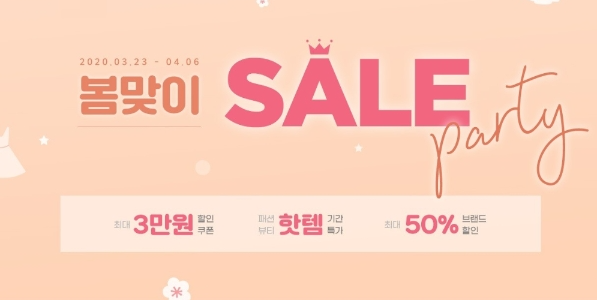 2020.03.23 - 04.06
봄맞이
SALE
party
최대 3만원 할인 쿠폰
패션 뷰티 핫템 기간 특가
최대 50% 브랜드 할인